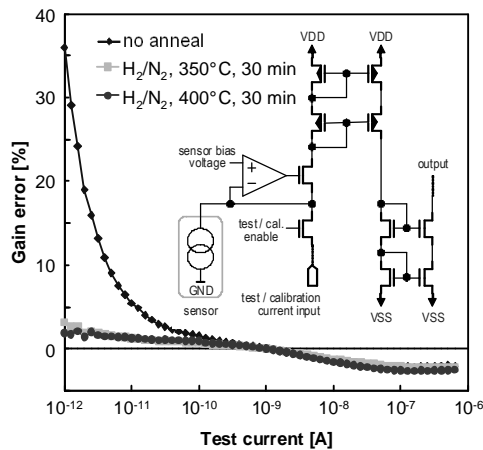 no anneal
H2/N2, 350°C, 30 min
H2/N2, 400°C, 30 min
VDD VDD
sensor bias
voltage
+
−
output
test / cal.
enable
GND
sensor
test / calibration
current input
VSS VSS
Gain error [%]
40
30
20
10
0
-10
10-12 10-11 10-10 10-9 10-8 10-7 10-6
Test current [A]